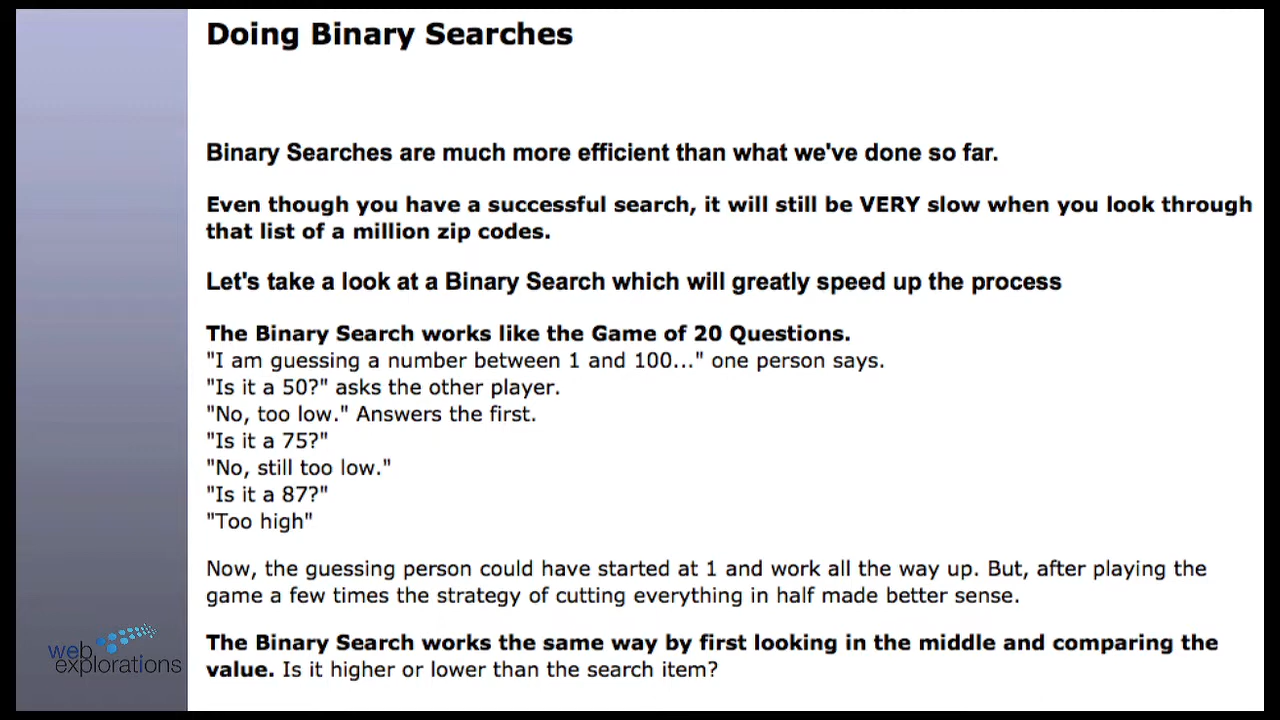 Doing Binary Searches
Binary Searches are much more efficient than what we've done so far.
Even though you have a successful search, it will still be VERY slow when you look through
that list of a million zip codes.
Let's take a look at a Binary Search which will greatly speed up the process
The Binary Search works like the Game of 20 Questions.
"I am guessing a number between 1 and 100..." one person says.
"Is it a 50?" asks the other player.
"No, too low." Answers the first.
"Is it a 75?"
"No, still too low."
"Is it a 87?"
"Too high"
Now, the guessing person could have started at 1 and work all the way up. But, after playing the
game a few times the strategy of cutting everything in half made better sense.
The Binary Search works the same way by first looking in the middle and comparing the
value. Is it higher or lower than the search item?
web
explorations